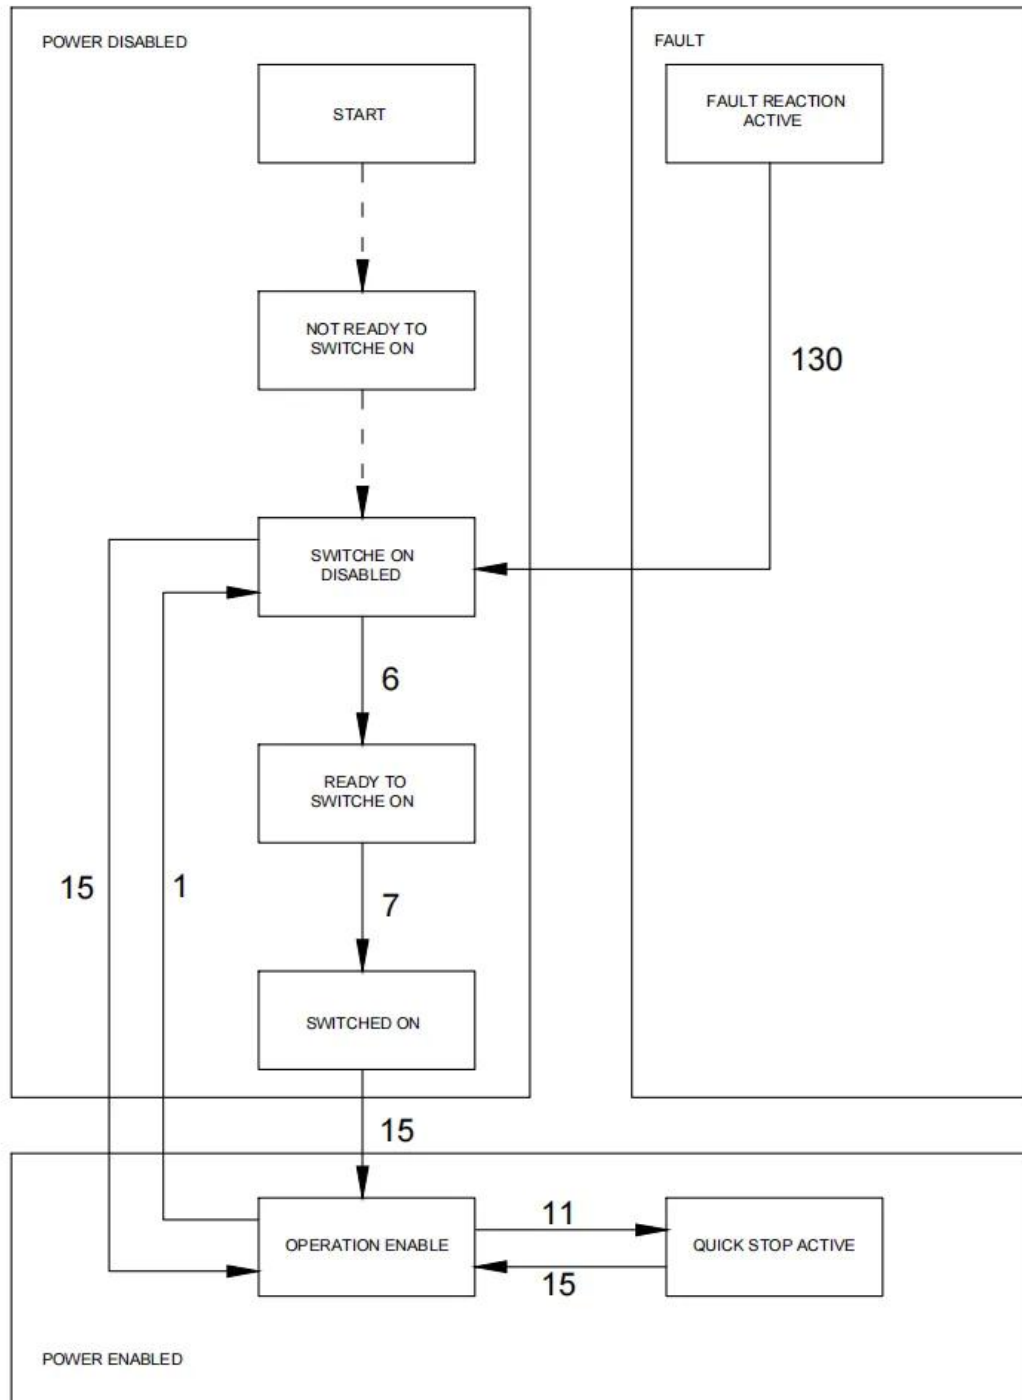 POWER DISABLED
START
NOT READY TO
SWITCHE ON
SWITCHE ON
DISABLED
6
READY TO
SWITCHE ON
15
1
7
SWITCHED ON
15
FAULT
FAULT REACTION
ACTIVE
130
OPERATION ENABLE
11
15
QUICK STOP ACTIVE
POWER ENABLED